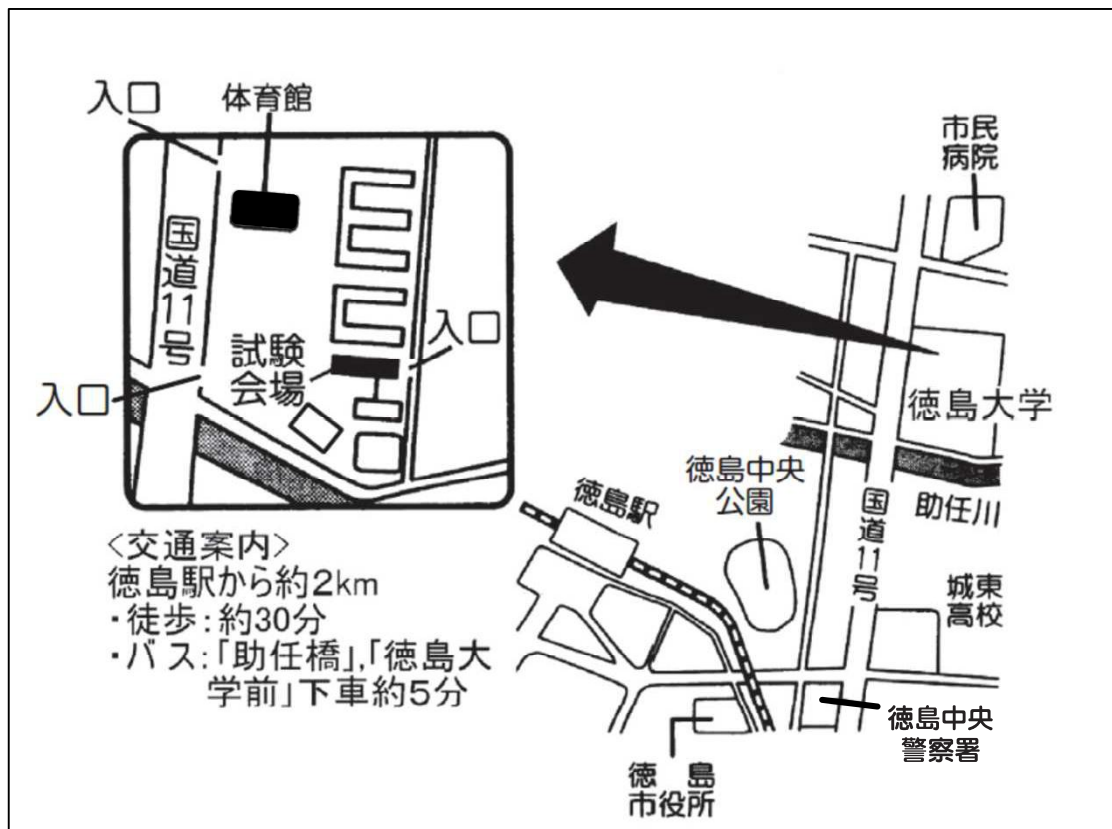 入口
体育館
国道11号
試験
会場
入口
入口
市民
病院
徳島大学
徳島中央
公園
徳島駅
助任川
国道11号
城東
高校
徳島中央
警察署
徳島
市役所
<交通案内>
徳島駅から約2km
・徒歩：約30分
・バス：「助任橋」，「徳島大
学前」下車約5分